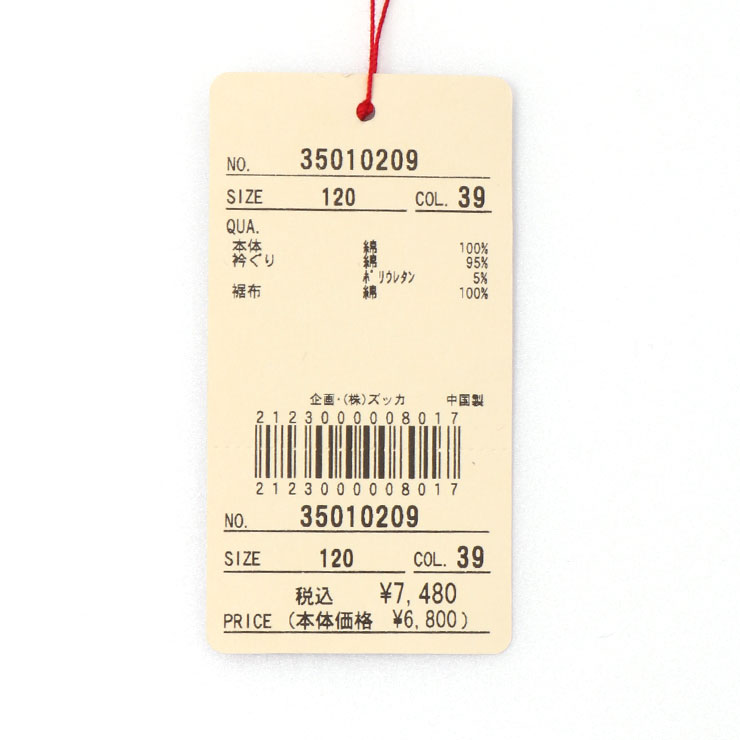 NO. 35010209
SIZE 120 COL. 39
QUA.
本体 綿 100%
衿ぐり 綿 95%
ﾎﾟﾘｳﾚﾀﾝ 5%
裾布 綿 100%
企画・(株)ズッカ 中国製
2123000008017
2123000008017
NO. 35010209
SIZE 120 COL. 39
税込 ¥7,480
PRICE (本体価格 ¥6,800)